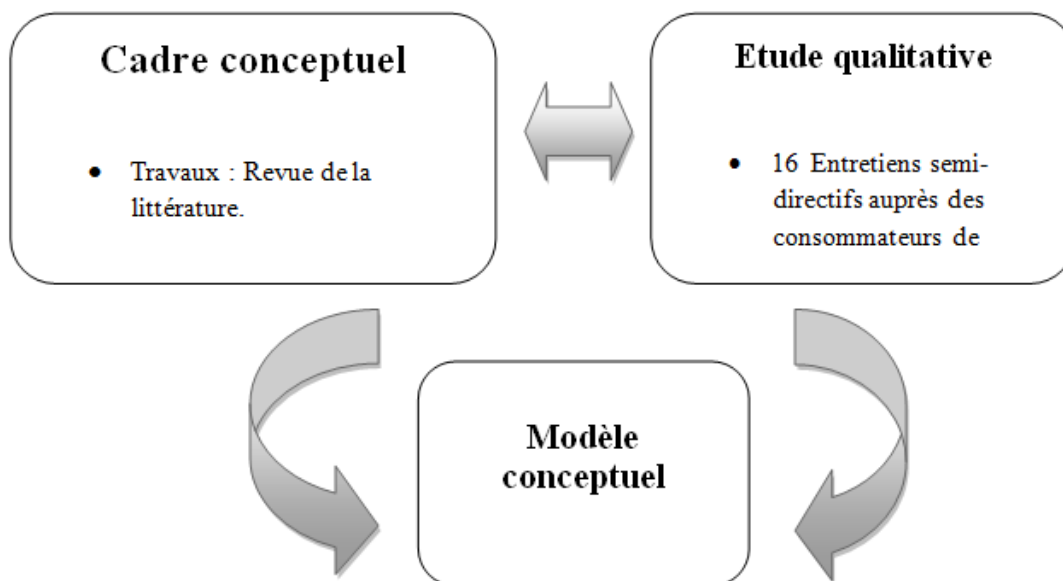 Cadre conceptuel
• Travaux : Revue de la
littérature.
Etude qualitative
• 16 Entretiens semi-
directifs auprès des
consommateurs de
Modèle
conceptuel